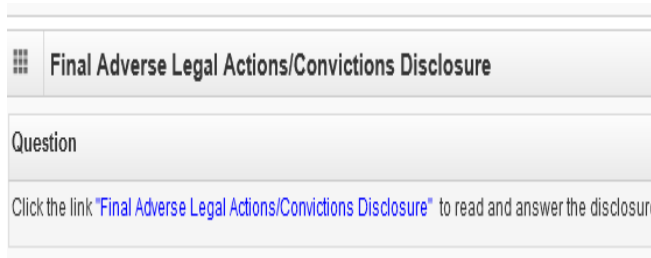 Final Adverse Legal Actions/Convictions Disclosure
Question
Click the link "Final Adverse Legal Actions/Convictions Disclosure" to read and answer the disclosure